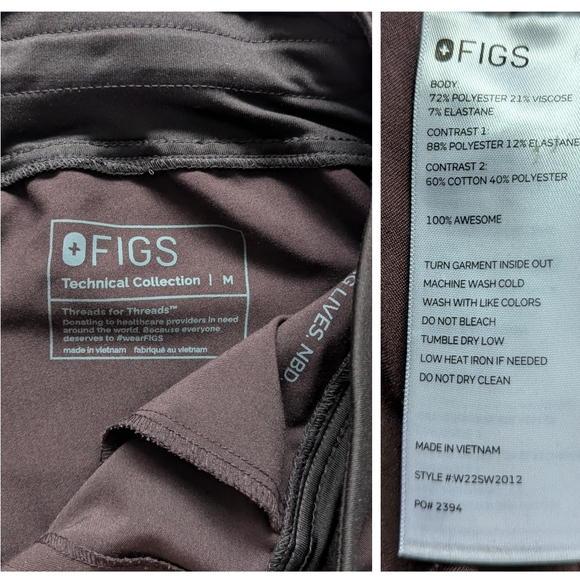 FIGS
Technical Collection | M
Threads for Threads™
Donating to healthcare providers in need
around the world. Because everyone
deserves to #wearFIGS
made in vietnam fabriqué au vietnam
G LIVES. NBD
FIGS
BODY:
72% POLYESTER 21% VISCOSE
7% ELASTANE
CONTRAST 1:
88% POLYESTER 12% ELASTANE
CONTRAST 2:
60% COTTON 40% POLYESTER
100% AWESOME
TURN GARMENT INSIDE OUT
MACHINE WASH COLD
WASH WITH LIKE COLORS
DO NOT BLEACH
TUMBLE DRY LOW
LOW HEAT IRON IF NEEDED
DO NOT DRY CLEAN
MADE IN VIETNAM
STYLE #:W22SW2012
PO# 2394